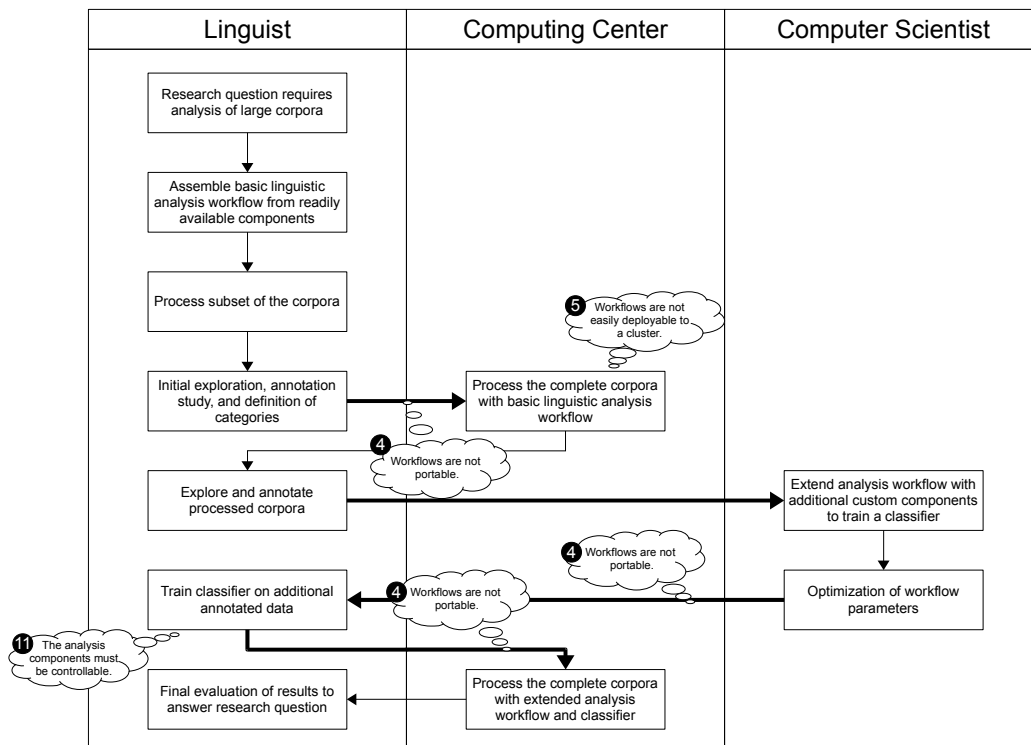 Linguist
Computing Center
Computer Scientist
Research question requires
analysis of large corpora
Assemble basic linguistic
analysis workflow from readily
available components
Process subset of the corpora
5
Workflows are not
easily deployable to
a cluster.
Initial exploration, annotation
study, and definition of
categories
Process the complete corpora
with basic linguistic analysis
workflow
4
Workflows are not
portable.
Explore and annotate
processed corpora
Extend analysis workflow with
additional custom components
to train a classifier
4
Workflows are not
portable.
Train classifier on additional
annotated data
4
Workflows are not
portable.
Optimization of workflow
parameters
11
The analysis
components must
be controllable.
Final evaluation of results to
answer research question
Process the complete corpora
with extended analysis
workflow and classifier